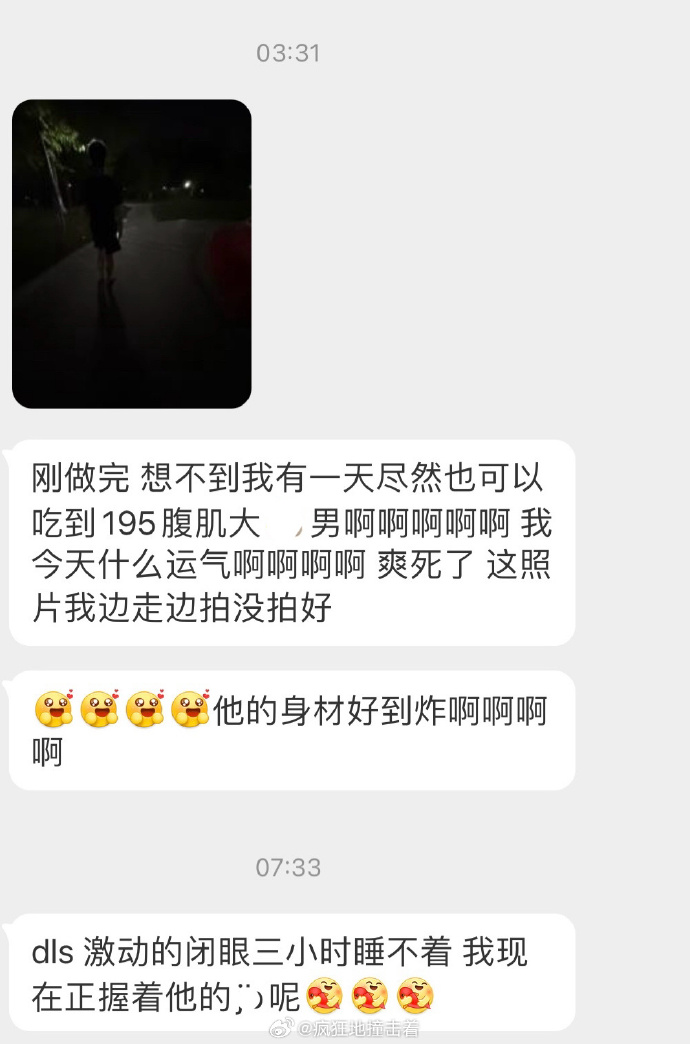 03:31
刚做完 想不到我有一天尽然也可以
吃到195腹肌大 男啊啊啊啊啊 我
今天什么运气啊啊啊啊 爽死了 这照
片我边走边拍没拍好
他的身材好到炸啊啊啊
啊
07:33
dls 激动的闭眼三小时睡不着 我现
在正握着他的 呢
@疯狂地撞击着